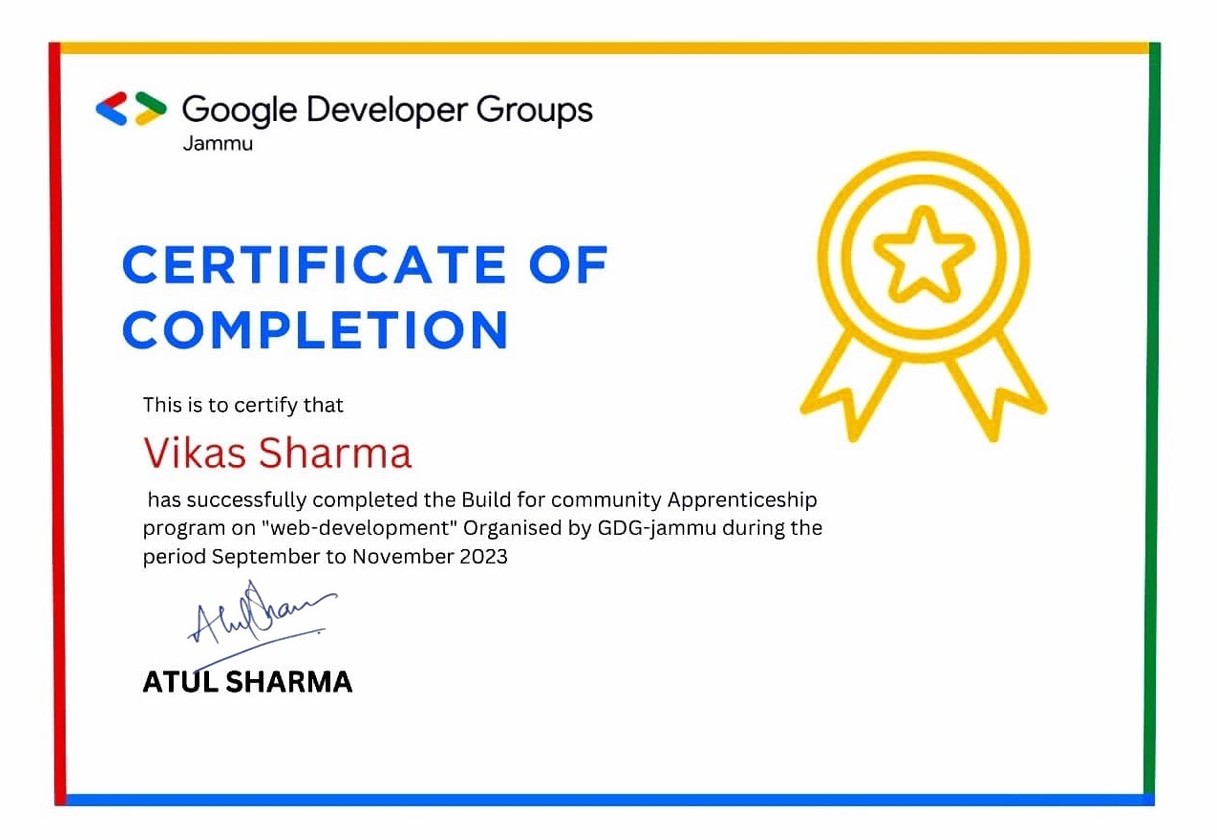 Google Developer Groups
Jammu
CERTIFICATE OF
COMPLETION
This is to certify that
Vikas Sharma
has successfully completed the Build for community Apprenticeship
program on "web-development" Organised by GDG-jammu during the
period September to November 2023
Atul Sharma
ATUL SHARMA